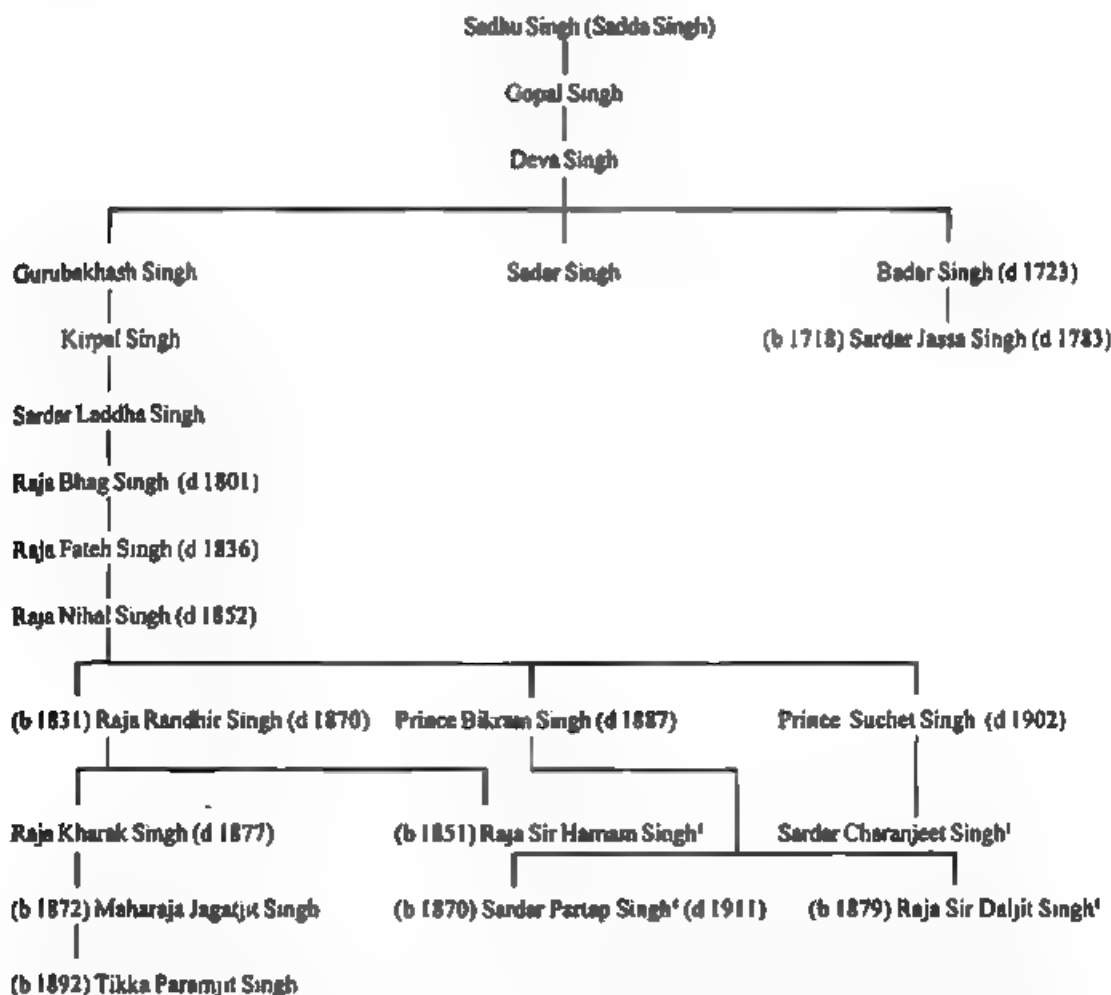 Sadhu Singh (Sadda Singh)
Gopal Singh
Deva Singh
Gurubakhash Singh Sadar Singh Badar Singh (d 1723)
Kirpal Singh (b 1718) Sardar Jassa Singh (d 1783)
Sardar Laddha Singh
Raja Bhag Singh (d 1801)
Raja Fateh Singh (d 1836)
Raja Nihal Singh (d 1852)
(b 1831) Raja Randhir Singh (d 1870) Prince Bikram Singh (d 1887) Prince Suchet Singh (d 1902)
Raja Kharak Singh (d 1877) (b 1851) Raja Sir Harnam Singh Sardar Charanjeet Singh
(b 1872) Maharaja Jagatjit Singh (b 1870) Sardar Partap Singh (d 1911) (b 1879) Raja Sir Daljit Singh
(b 1892) Tikka Paramjit Singh